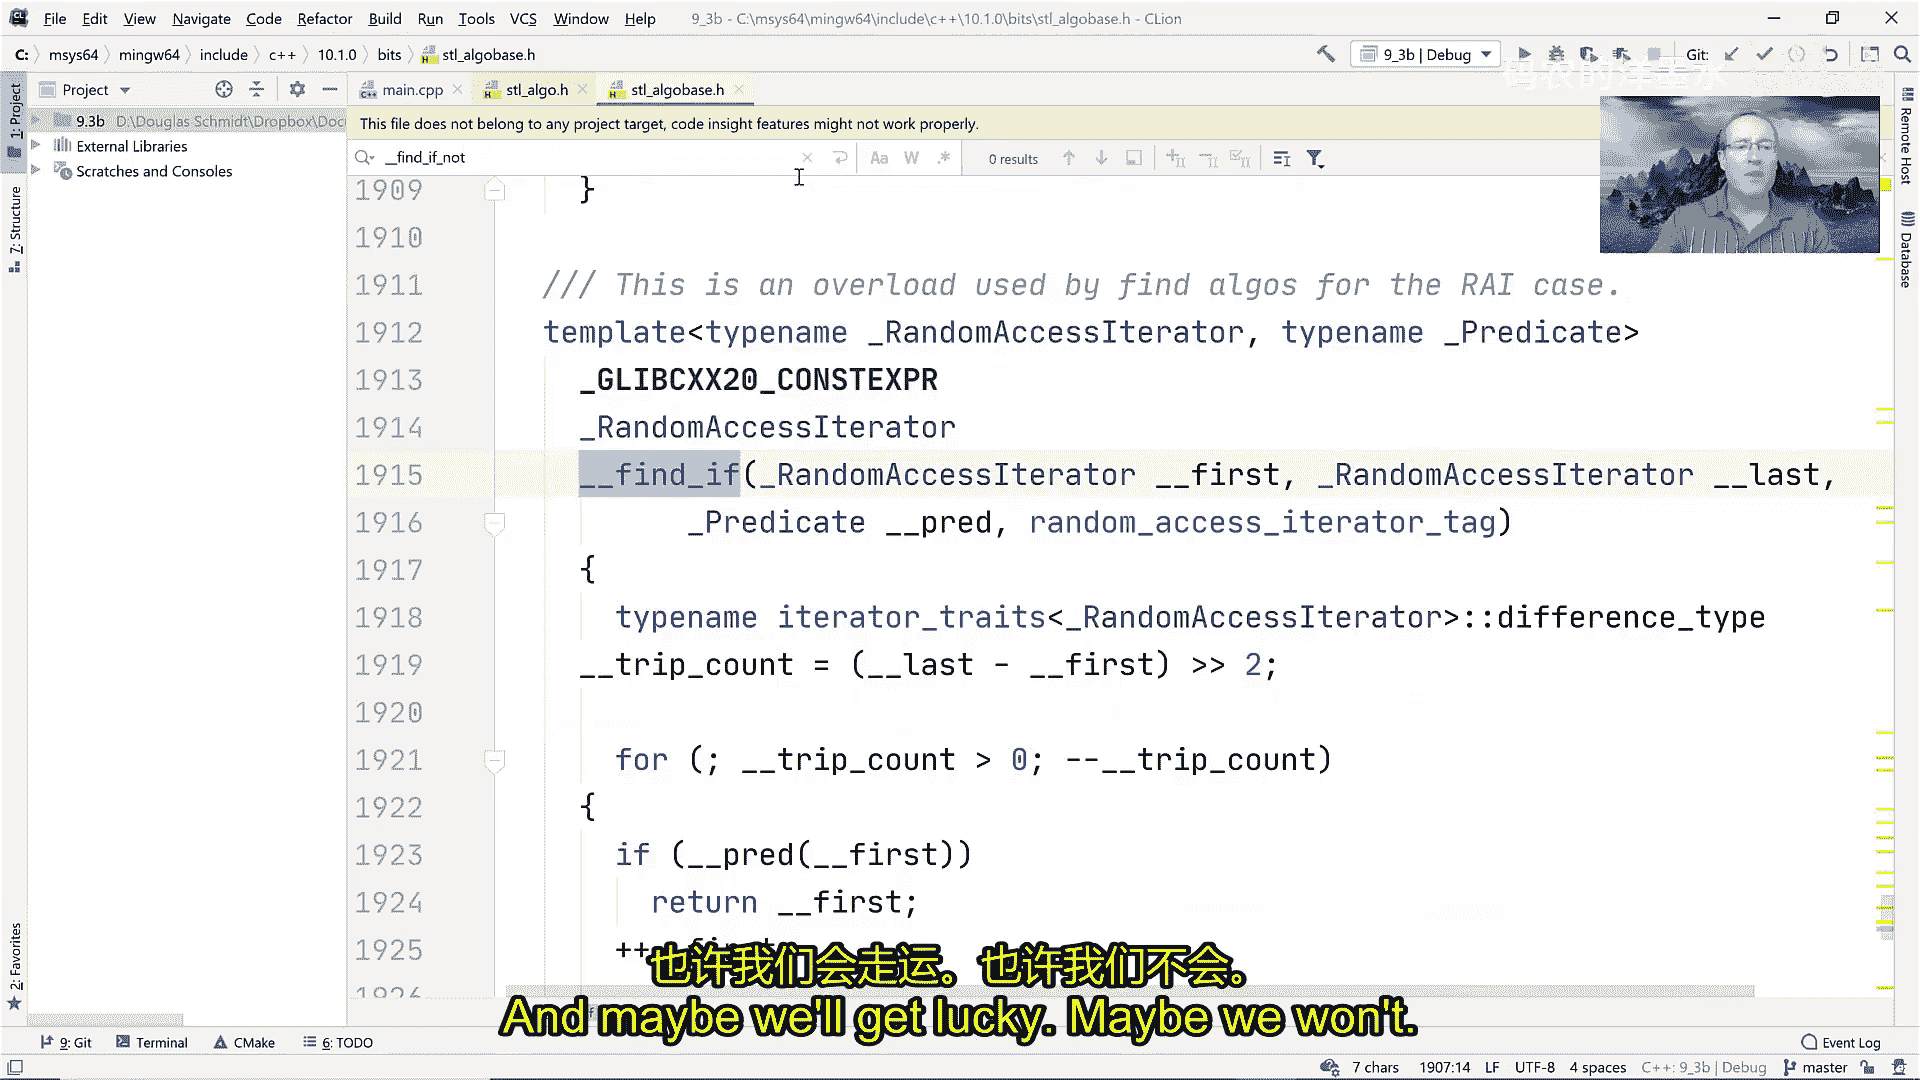 File Edit View Navigate Code Refactor Build Run Tools VCS Window Help 9_3b - C:\msys64\mingw64\include\c++\10.1.0\bits\stl_algobase.h - CLion
C: msys64 mingw64 include c++ 10.1.0 bits stl_algobase.h 9_3b | Debug Git:
码农的洋墨水
Project main.cpp stl_algo.h stl_algobase.h
1: Project
7: Structure
2: Favorites
Remote Host
Database
9.3b D:\Douglas Schmidt\Dropbox\Doc
External Libraries
Scratches and Consoles
This file does not belong to any project target, code insight features might not work properly.
__find_if_not Aa W .* 0 results
1909 }
1910
1911 /// This is an overload used by find algos for the RAI case.
1912 template<typename _RandomAccessIterator, typename _Predicate>
1913 _GLIBCXX20_CONSTEXPR
1914 _RandomAccessIterator
1915 __find_if(_RandomAccessIterator __first, _RandomAccessIterator __last,
1916 _Predicate __pred, random_access_iterator_tag)
1917 {
1918 typename iterator_traits<_RandomAccessIterator>::difference_type
1919 __trip_count = (__last - __first) >> 2;
1920
1921 for (; __trip_count > 0; --__trip_count)
1922 {
1923 if (__pred(__first))
1924 return __first;
1925
也许我们会走运。也许我们不会。
And maybe we'll get lucky. Maybe we won't.
9: Git Terminal CMake 6: TODO Event Log
7 chars 1907:14 LF UTF-8 4 spaces C++: 9_3b | Debug master